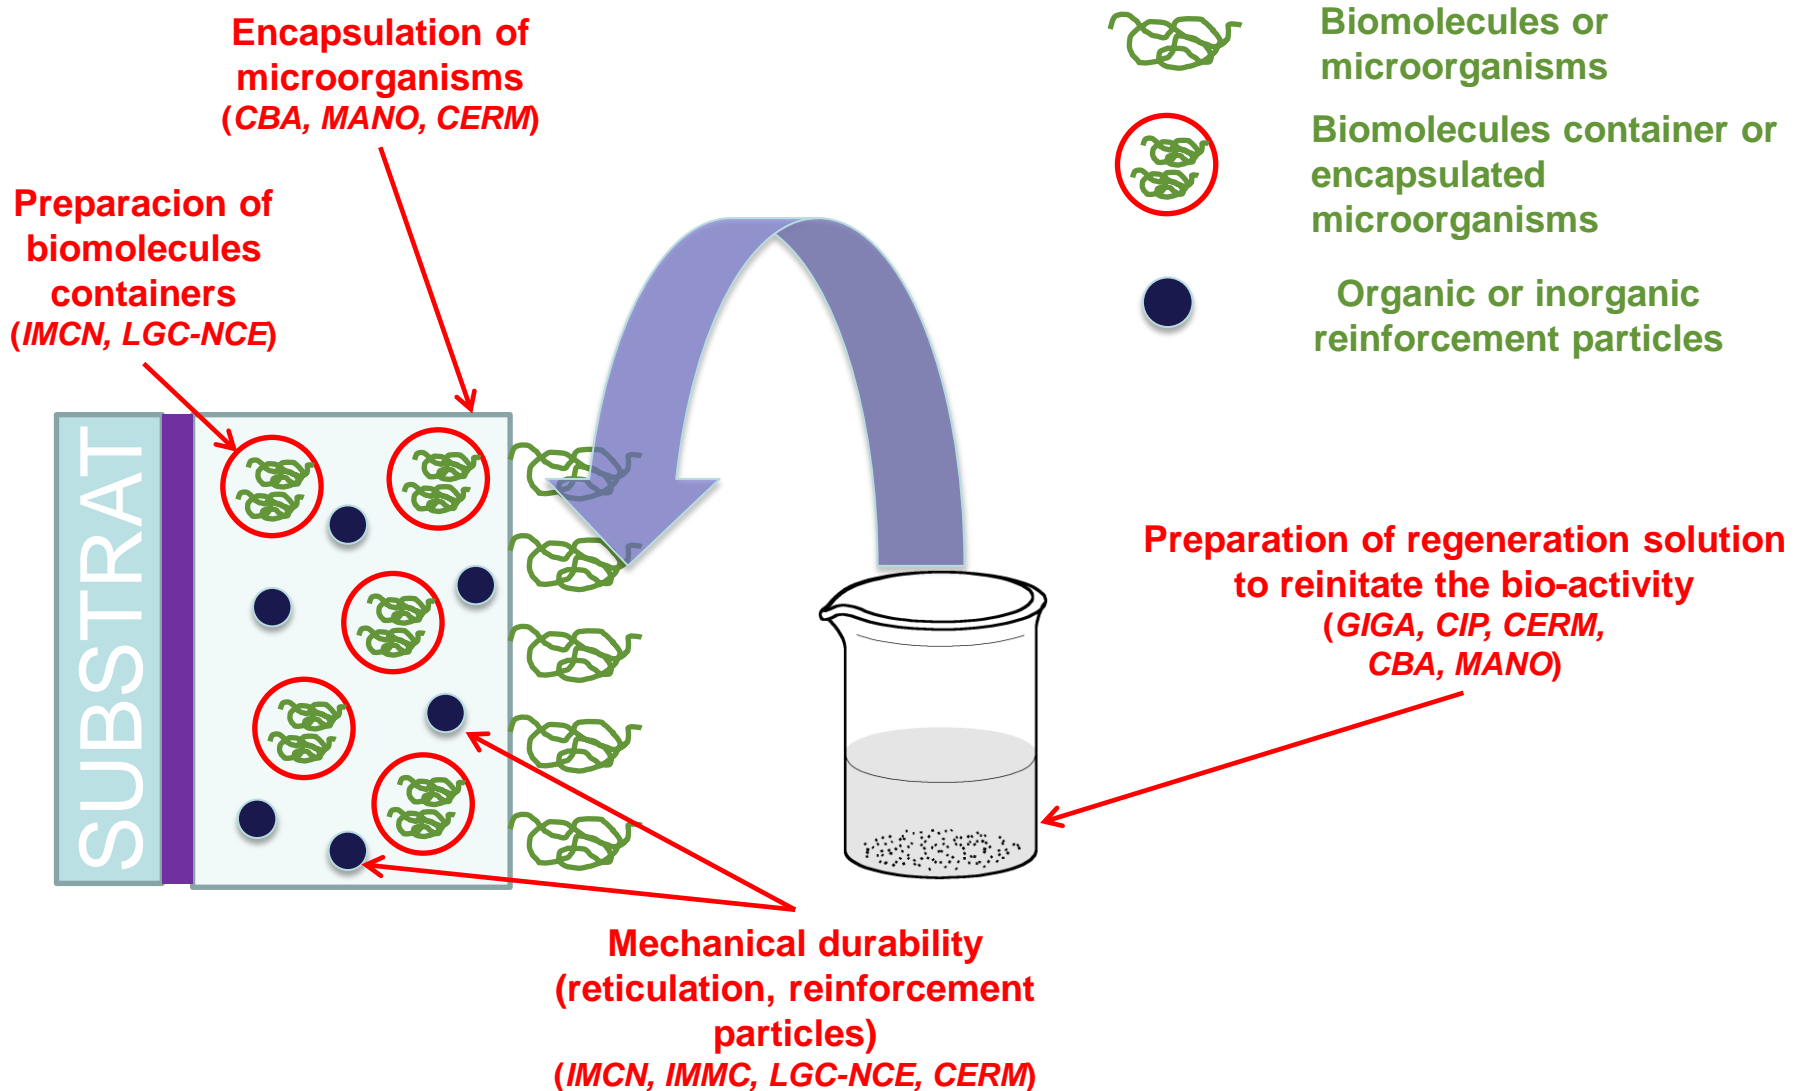 Encapsulation of
microorganisms
(CBA, MANO, CERM)
Preparacion of
biomolecules
containers
(IMCN, LGC-NCE)
Biomolecules or
microorganisms
Biomolecules container or
encapsulated
microorganisms
Organic or inorganic
reinforcement particles
SUBSTRAT
Preparation of regeneration solution
to reinitate the bio-activity
(GIGA, CIP, CERM,
CBA, MANO)
Mechanical durability
(reticulation, reinforcement
particles)
(IMCN, IMMC, LGC-NCE, CERM)